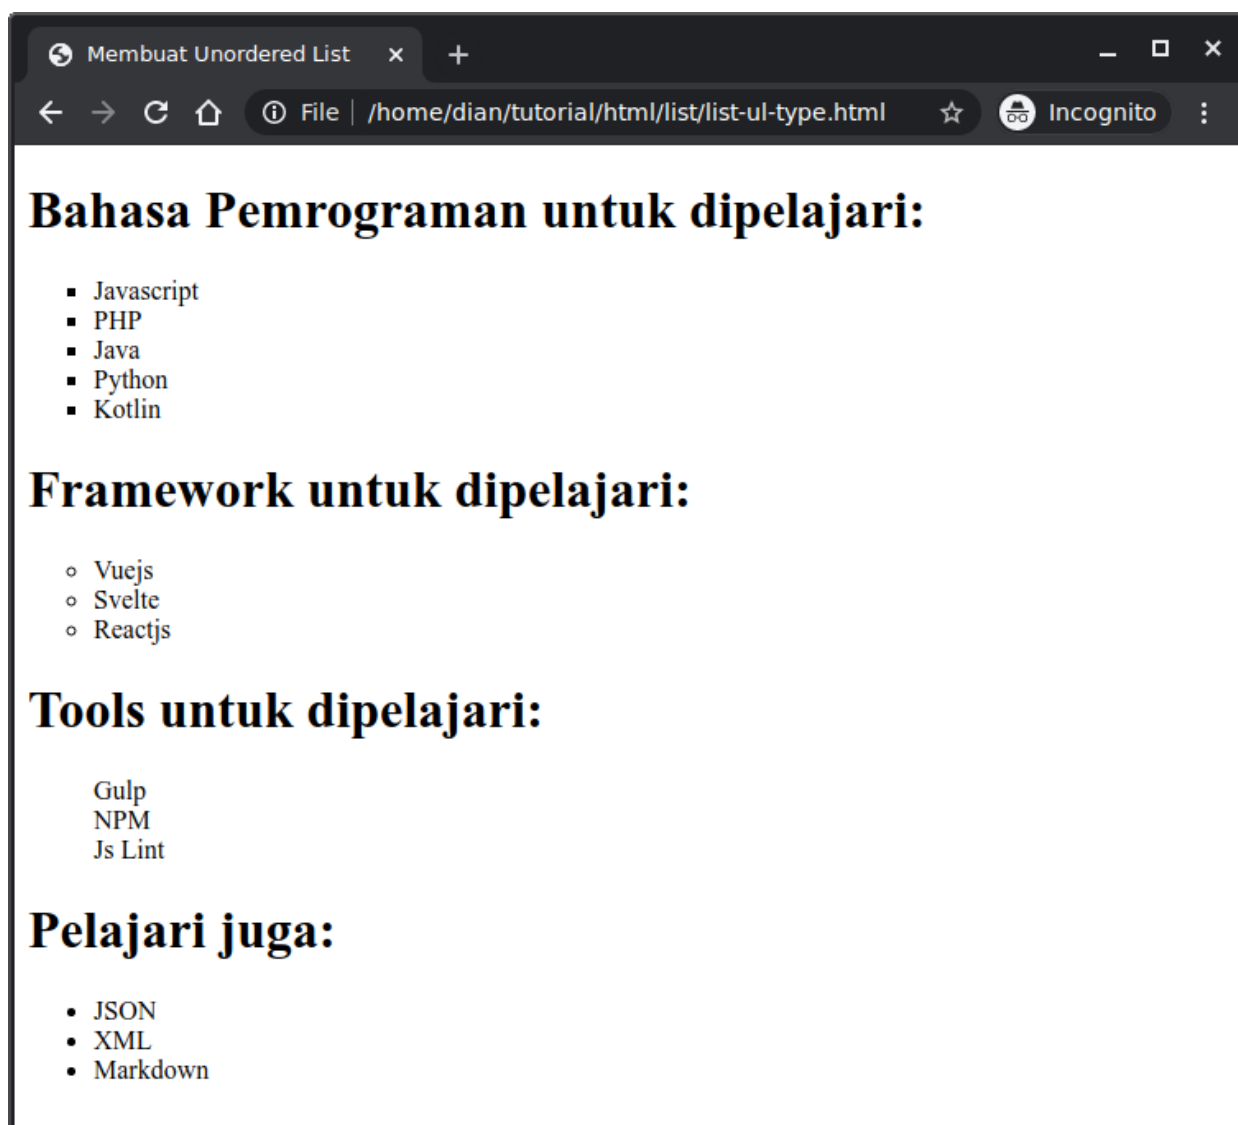 Membuat Unordered List
File /home/dian/tutorial/html/list/list-ul-type.html Incognito
Bahasa Pemrograman untuk dipelajari:
Javascript
PHP
Java
Python
Kotlin
Framework untuk dipelajari:
Vuejs
Svelte
Reactjs
Tools untuk dipelajari:
Gulp
NPM
Js Lint
Pelajari juga:
JSON
XML
Markdown